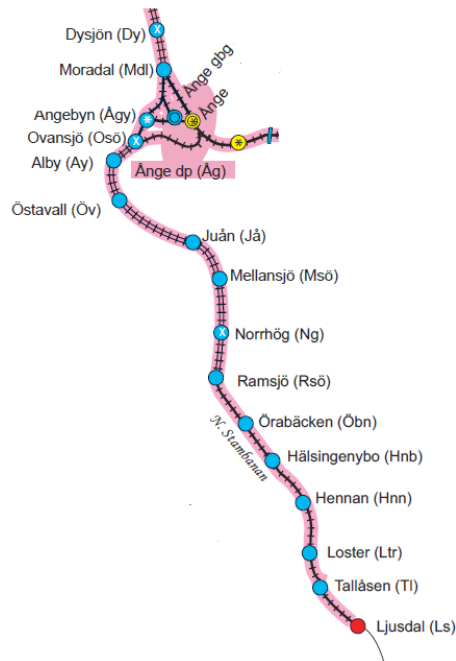 Dysjön (Dy)
Moradal (Mdl)
Ånge gbg
Ånge
Angebyn (Ågy)
Ovansjö (Osö)
Alby (Ay)
Ånge dp (Åg)
Östavall (Öv)
Juån (Jå)
Mellansjö (Msö)
Norrhög (Ng)
Ramsjö (Rsö)
Örabäcken (Öbn)
N. Stambanan
Hälsingenybo (Hnb)
Hennan (Hnn)
Loster (Ltr)
Tallåsen (Tl)
Ljusdal (Ls)